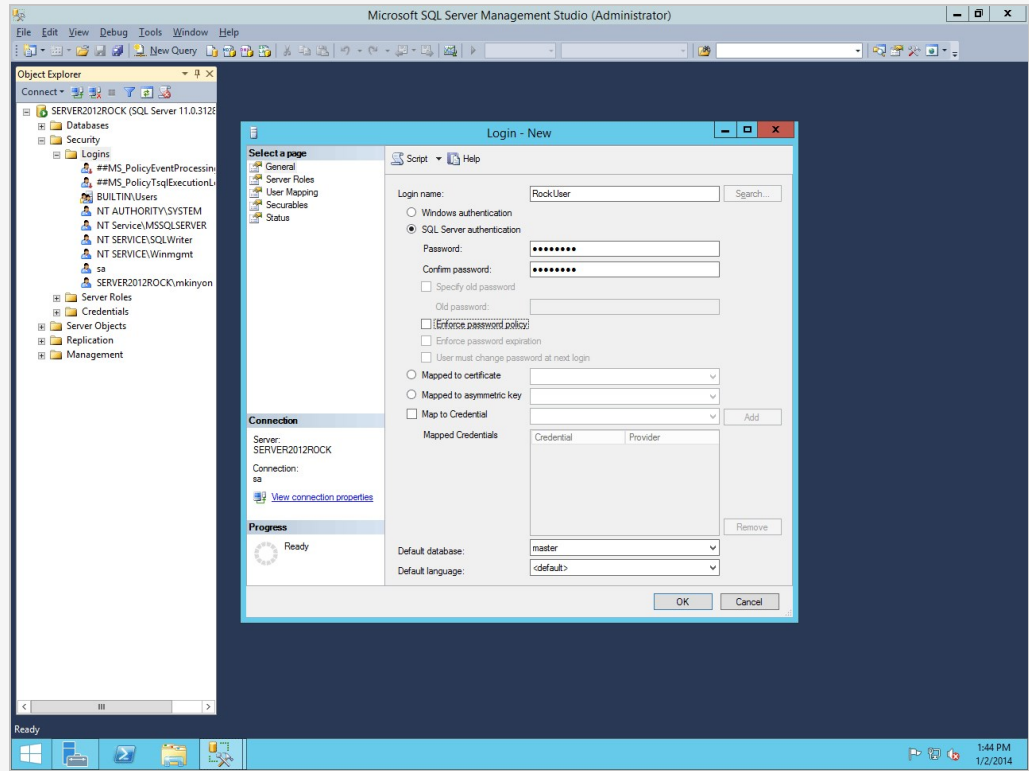 Microsoft SQL Server Management Studio (Administrator)
File Edit View Debug Tools Window Help
New Query
Object Explorer
Connect
SERVER2012ROCK (SQL Server 11.0.3128
Databases
Security
Logins
##MS_PolicyEventProcessin
##MS_PolicyTsqlExecutionL
BUILTIN\Users
NT AUTHORITY\SYSTEM
NT Service\MSSQLSERVER
NT SERVICE\SQLWriter
NT SERVICE\Winmgmt
sa
SERVER2012ROCK\mkinyon
Server Roles
Credentials
Server Objects
Replication
Management
Login - New
Select a page
General
Server Roles
User Mapping
Securables
Status
Connection
Server:
SERVER2012ROCK
Connection:
sa
View connection properties
Progress
Ready
Script Help
Login name: RockUser Search...
Windows authentication
SQL Server authentication
Password: ●●●●●●●●
Confirm password: ●●●●●●●●
Specify old password
Old password:
Enforce password policy
Enforce password expiration
User must change password at next login
Mapped to certificate
Mapped to asymmetric key
Map to Credential Add
Mapped Credentials Credential Provider
Remove
Default database: master
Default language: <default>
OK Cancel
Ready
1:44 PM
1/2/2014